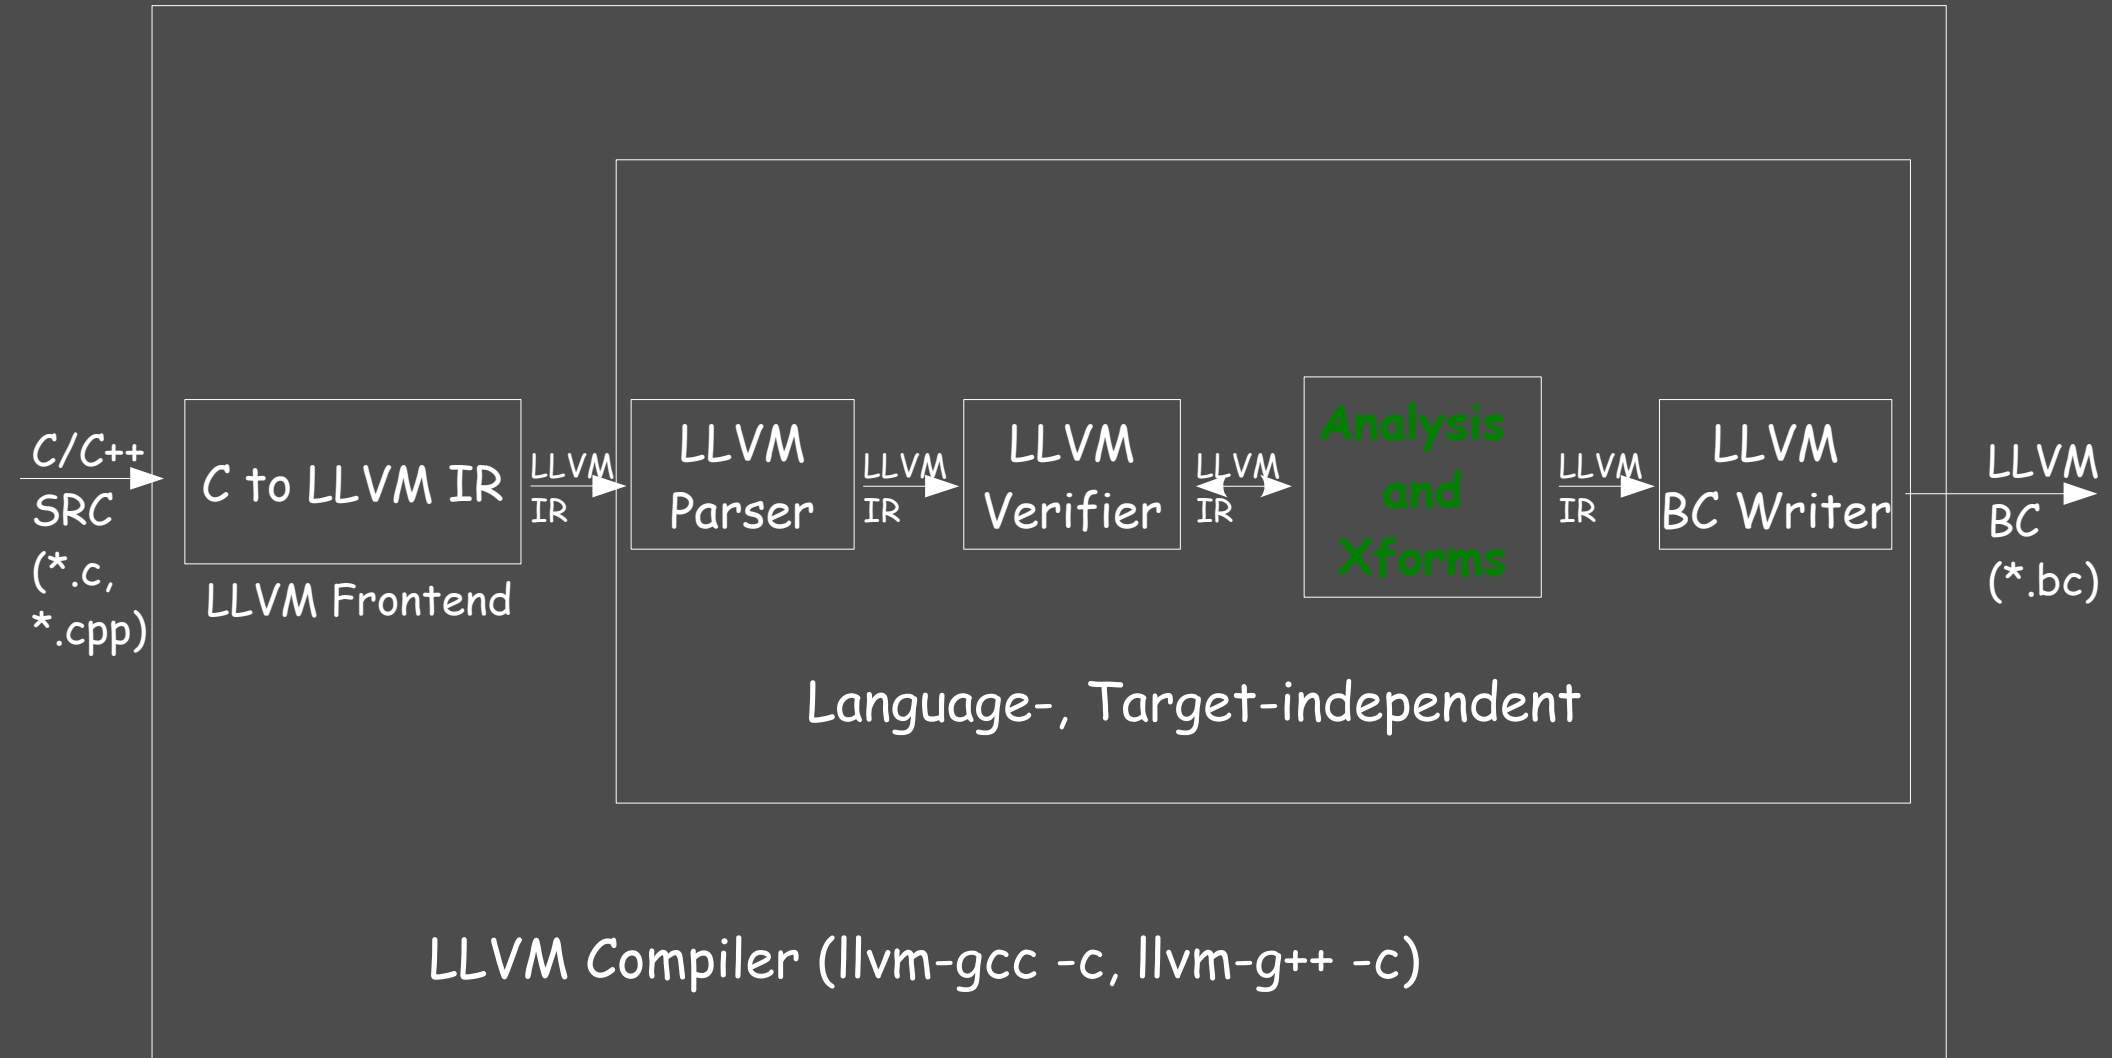 C/C++
SRC
(*.c,
*.cpp)
C to LLVM IR
LLVM Frontend
LLVM
IR
LLVM
Parser
LLVM
IR
LLVM
Verifier
LLVM
IR
Analysis
and
Xforms
LLVM
IR
LLVM
BC Writer
LLVM
BC
(*.bc)
Language-, Target-independent
LLVM Compiler (llvm-gcc -c, llvm-g++ -c)